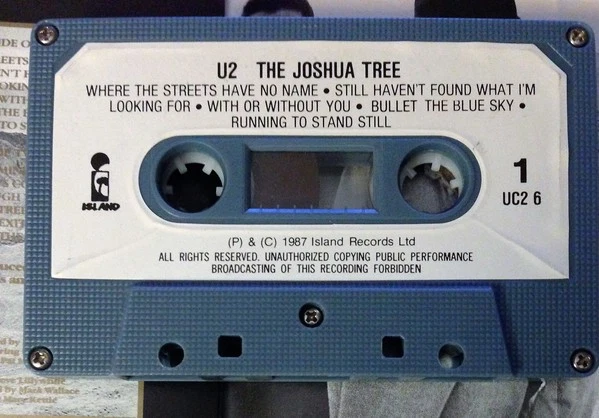 U2 THE JOSHUA TREE
WHERE THE STREETS HAVE NO NAME • STILL HAVEN'T FOUND WHAT I'M
LOOKING FOR • WITH OR WITHOUT YOU • BULLET THE BLUE SKY •
RUNNING TO STAND STILL
ISLAND
1
UC2 6
(P) & (C) 1987 Island Records Ltd
ALL RIGHTS RESERVED. UNAUTHORIZED COPYING PUBLIC PERFORMANCE
BROADCASTING OF THIS RECORDING FORBIDDEN